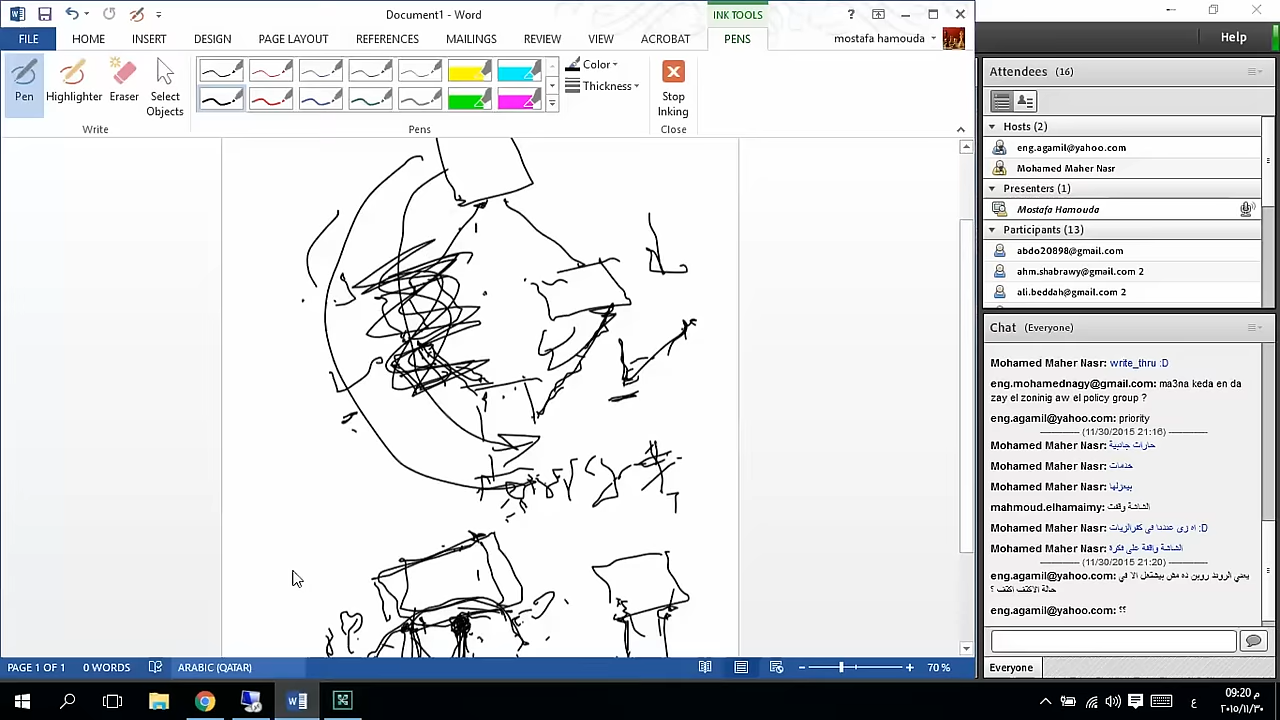 Document1 - Word
INK TOOLS
FILE
HOME
INSERT
DESIGN
PAGE LAYOUT
REFERENCES
MAILINGS
REVIEW
VIEW
ACROBAT
PENS
mostafa hamouda
Help
Pen
Highlighter
Eraser
Select Objects
Color
Thickness
Stop Inking
Write
Pens
Close
Attendees (16)
Hosts (2)
eng.agamil@yahoo.com
Mohamed Maher Nasr
Presenters (1)
Mostafa Hamouda
Participants (13)
abdo20898@gmail.com
ahm.shabrawy@gmail.com 2
ali.beddah@gmail.com 2
Chat (Everyone)
Mohamed Maher Nasr: write_thru :D
eng.mohamednagy@gmail.com: ma3na keda en da
zay el zoninig aw el policy group ?
eng.agamil@yahoo.com: priority
(11/30/2015 21:16)
Mohamed Maher Nasr: حارات جانبية
Mohamed Maher Nasr: خدمات
Mohamed Maher Nasr: بيعزلها
mahmoud.elhamaimy: الشاشة وقفت
Mohamed Maher Nasr: اه زى عندنا في كفرالزيات :D
Mohamed Maher Nasr: الشاشة واقفة على فكرة
(11/30/2015 21:20)
eng.agamil@yahoo.com: يعني الروند روبن ده مش بيشتغل الا في
حالة الاكتف اكتف ؟
eng.agamil@yahoo.com: ؟؟
Everyone
PAGE 1 OF 1
0 WORDS
ARABIC (QATAR)
70 %
ع
09:20 م
٢٠١٥/١١/٣٠